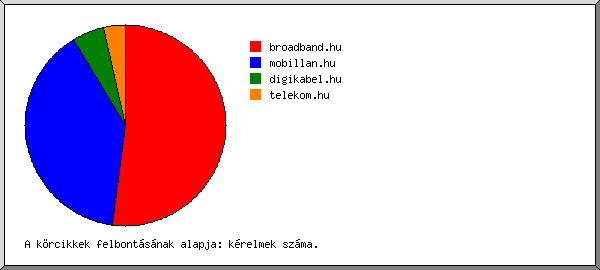 broadband.hu
mobillan.hu
digikabel.hu
telekom.hu
A körcikkek felbontásának alapja: kérelmek száma.